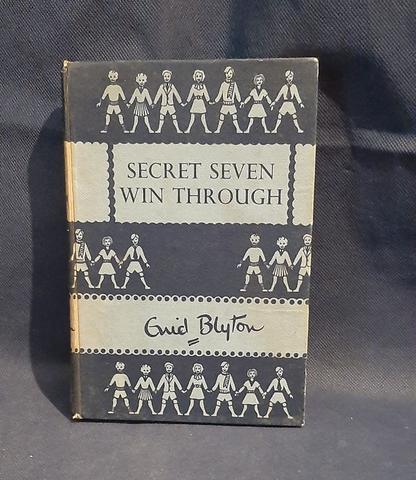 SECRET SEVEN
WIN THROUGH
Enid Blyton